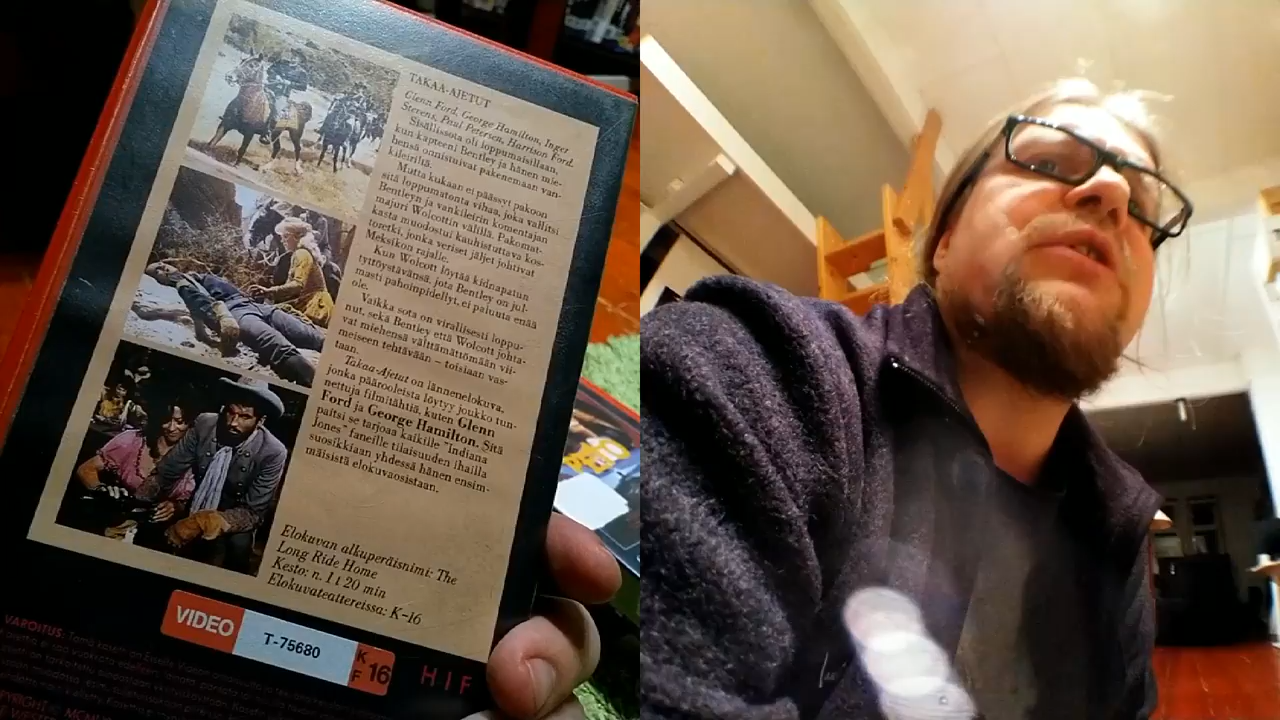 TAKAA-AJETUT
Glenn Ford, George Hamilton, Inger
Stevens, Paul Petersen, Harrison Ford.
Sisällissota oli loppumaisillaan,
kun kapteeni Bentley ja hänen mie-
hensä onnistuivat pakenemaan van-
kileiriltä.
Mutta kukaan ei päässyt pakoon
sitä loppumatonta vihaa, joka vallitsi
Bentleyn ja vankileirin komentajan
majuri Wolcottin välillä. Pakomat-
kasta muodostui kauhistuttava kos-
toretki, jonka veriset jäljet johtivat
Meksikon rajalle.
Kun Wolcott löytää kidnapatun
tyttöystävänsä, jota Bentley on jul-
masti pahoinpidellyt, ei paluuta enää
ole.
Vaikka sota on virallisesti loppu-
nut, sekä Bentley että Wolcott johta-
vat miehensä välttämättömään vii-
meiseen tehtävään – toisiaan vas-
taan.
Takaa-Ajetut on lännenelokuva,
jonka päärooleista löytyy joukko tun-
nettuja filmitähtiä, kuten Glenn
Ford ja George Hamilton. Sitä
paitsi se tarjoaa kaikille "Indiana
Jones" faneille tilaisuuden ihailla
suosikkiaan yhdessä hänen ensim-
mäisistä elokuvaosistaan.
Elokuvan alkuperäisnimi: The
Long Ride Home
Kesto: n. 1 t 20 min
Elokuvateattereissa: K-16
VIDEO
T-75680
K
F 16
HIF
VAROITUS: